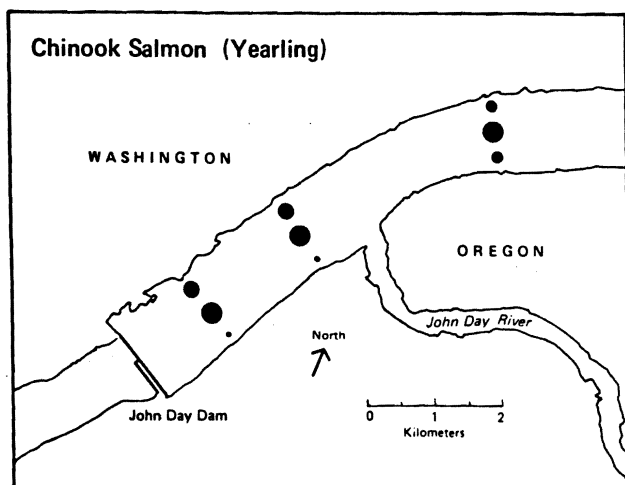 Chinook Salmon (Yearling)
WASHINGTON
OREGON
John Day River
North
John Day Dam
0 1 2
Kilometers